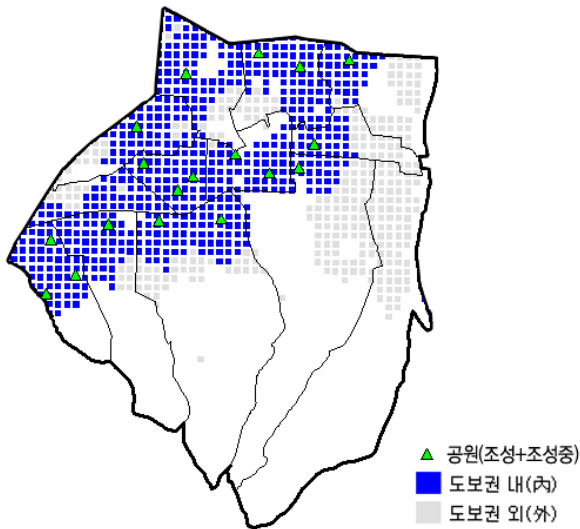 공원(조성+조성중)
도보권 내(內)
도보권 외(外)